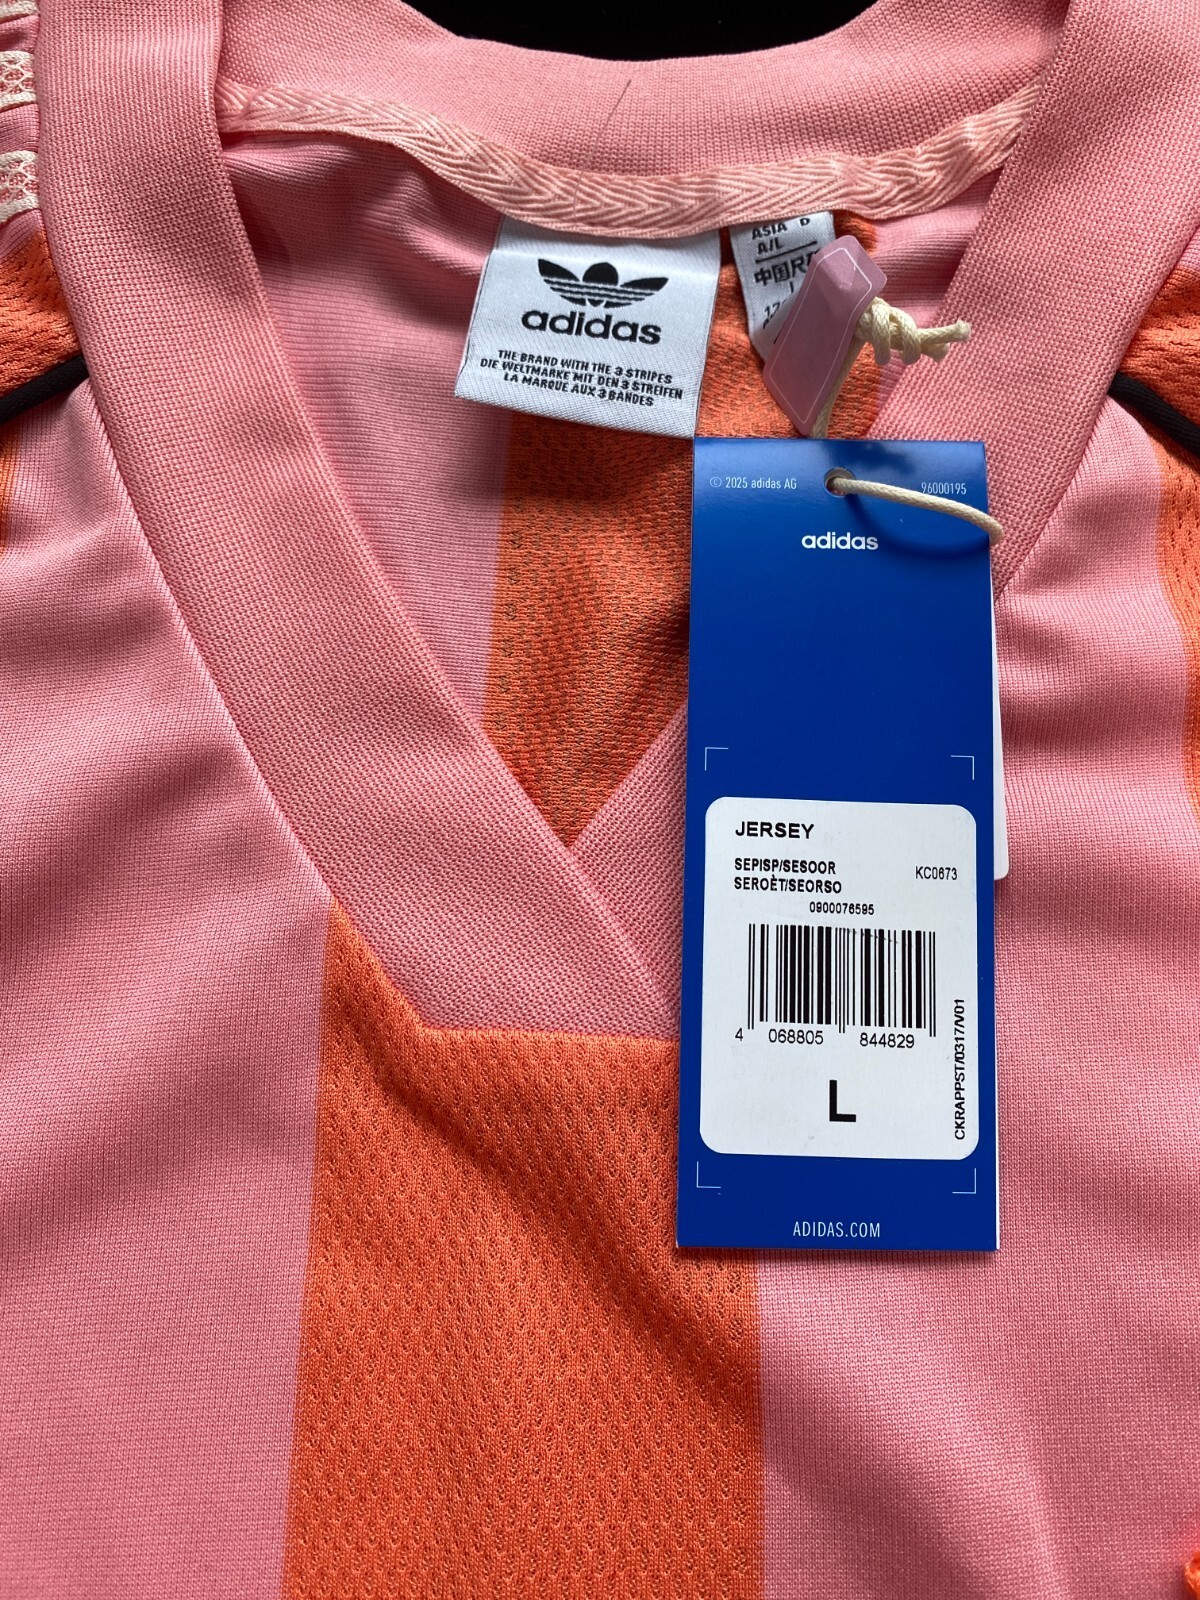 adidas
THE BRAND WITH THE 3 STRIPES
DIE WELTMARKE MIT DEN 3 STREIFEN
LA MARQUE AUX 3 BANDES
ASIA D
A/L
中国
© 2025 adidas AG 96000195
adidas
JERSEY
SEPISP/SESOOR KC0673
SEROÈT/SEORSO
0900076595
4 068805 844829
L
CKRAPPST/0317/V01
ADIDAS.COM